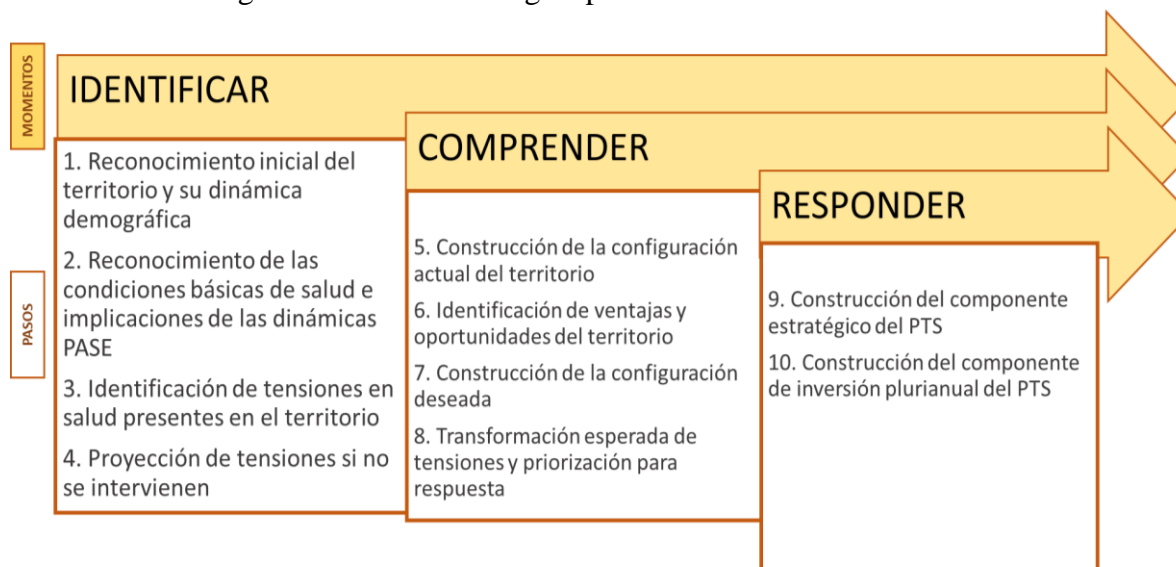 MOMENTOS
IDENTIFICAR
1. Reconocimiento inicial del
territorio y su dinámica
demográfica
2. Reconocimiento de las
condiciones básicas de salud e
implicaciones de las dinámicas
PASE
3. Identificación de tensiones en
salud presentes en el territorio
4. Proyección de tensiones si no
se intervienen
COMPRENDER
5. Construcción de la configuración
actual del territorio
6. Identificación de ventajas y
oportunidades del territorio
7. Construcción de la configuración
deseada
8. Transformación esperada de
tensiones y priorización para
respuesta
RESPONDER
9. Construcción del componente
estratégico del PTS
10. Construcción del componente
de inversión plurianual del PTS
PASOS